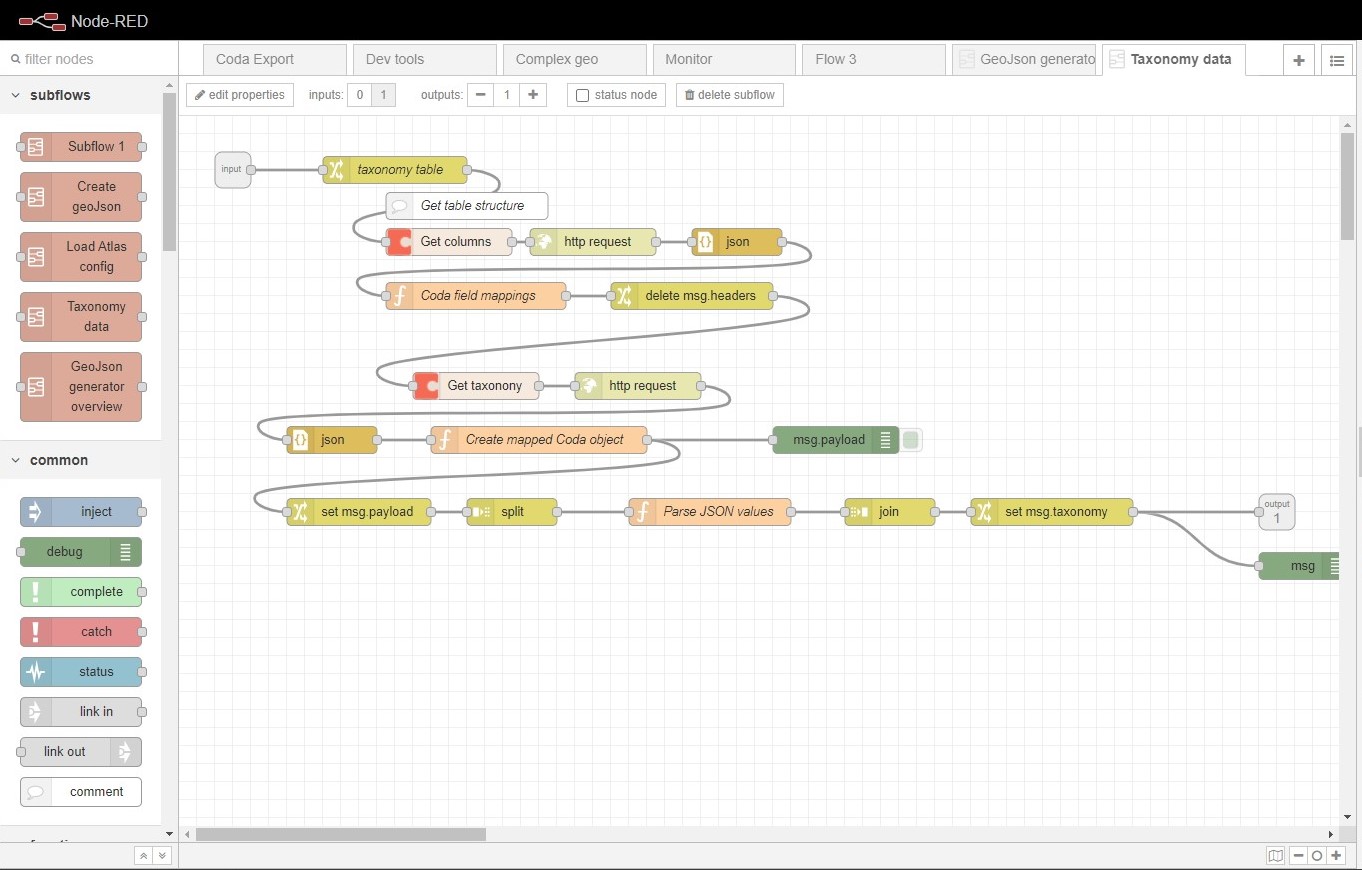 Node-RED
filter nodes
Coda Export
Dev tools
Complex geo
Monitor
Flow 3
GeoJson generato
Taxonomy data
edit properties
inputs:
0
1
outputs:
1
status node
delete subflow
subflows
Subflow 1
Create
geoJson
Load Atlas
config
Taxonomy
data
GeoJson
generator
overview
common
inject
debug
complete
catch
status
link in
link out
comment
input
taxonomy table
Get table structure
Get columns
http request
json
Coda field mappings
delete msg.headers
Get taxonony
http request
json
Create mapped Coda object
msg.payload
set msg.payload
split
Parse JSON values
join
set msg.taxonomy
output
1
msg